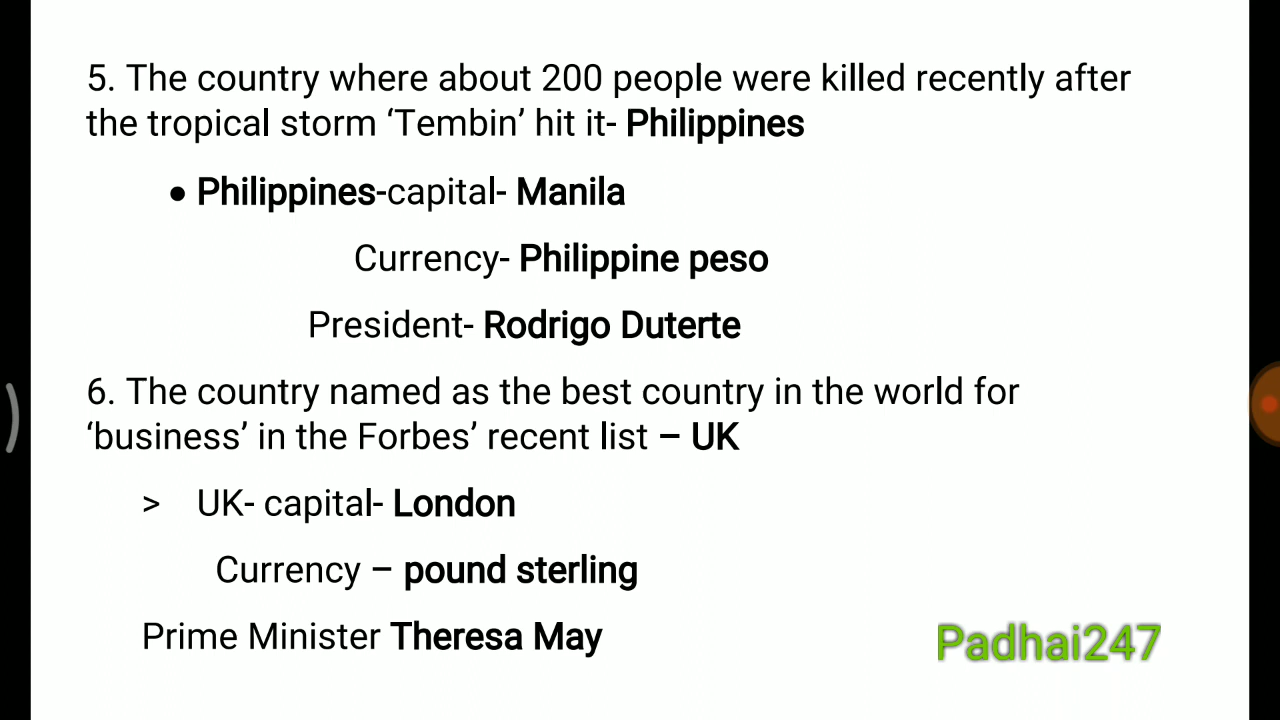 5. The country where about 200 people were killed recently after
the tropical storm ‘Tembin’ hit it- Philippines
• Philippines-capital- Manila
Currency- Philippine peso
President- Rodrigo Duterte
6. The country named as the best country in the world for
‘business’ in the Forbes’ recent list – UK
> UK- capital- London
Currency – pound sterling
Prime Minister Theresa May
Padhai247